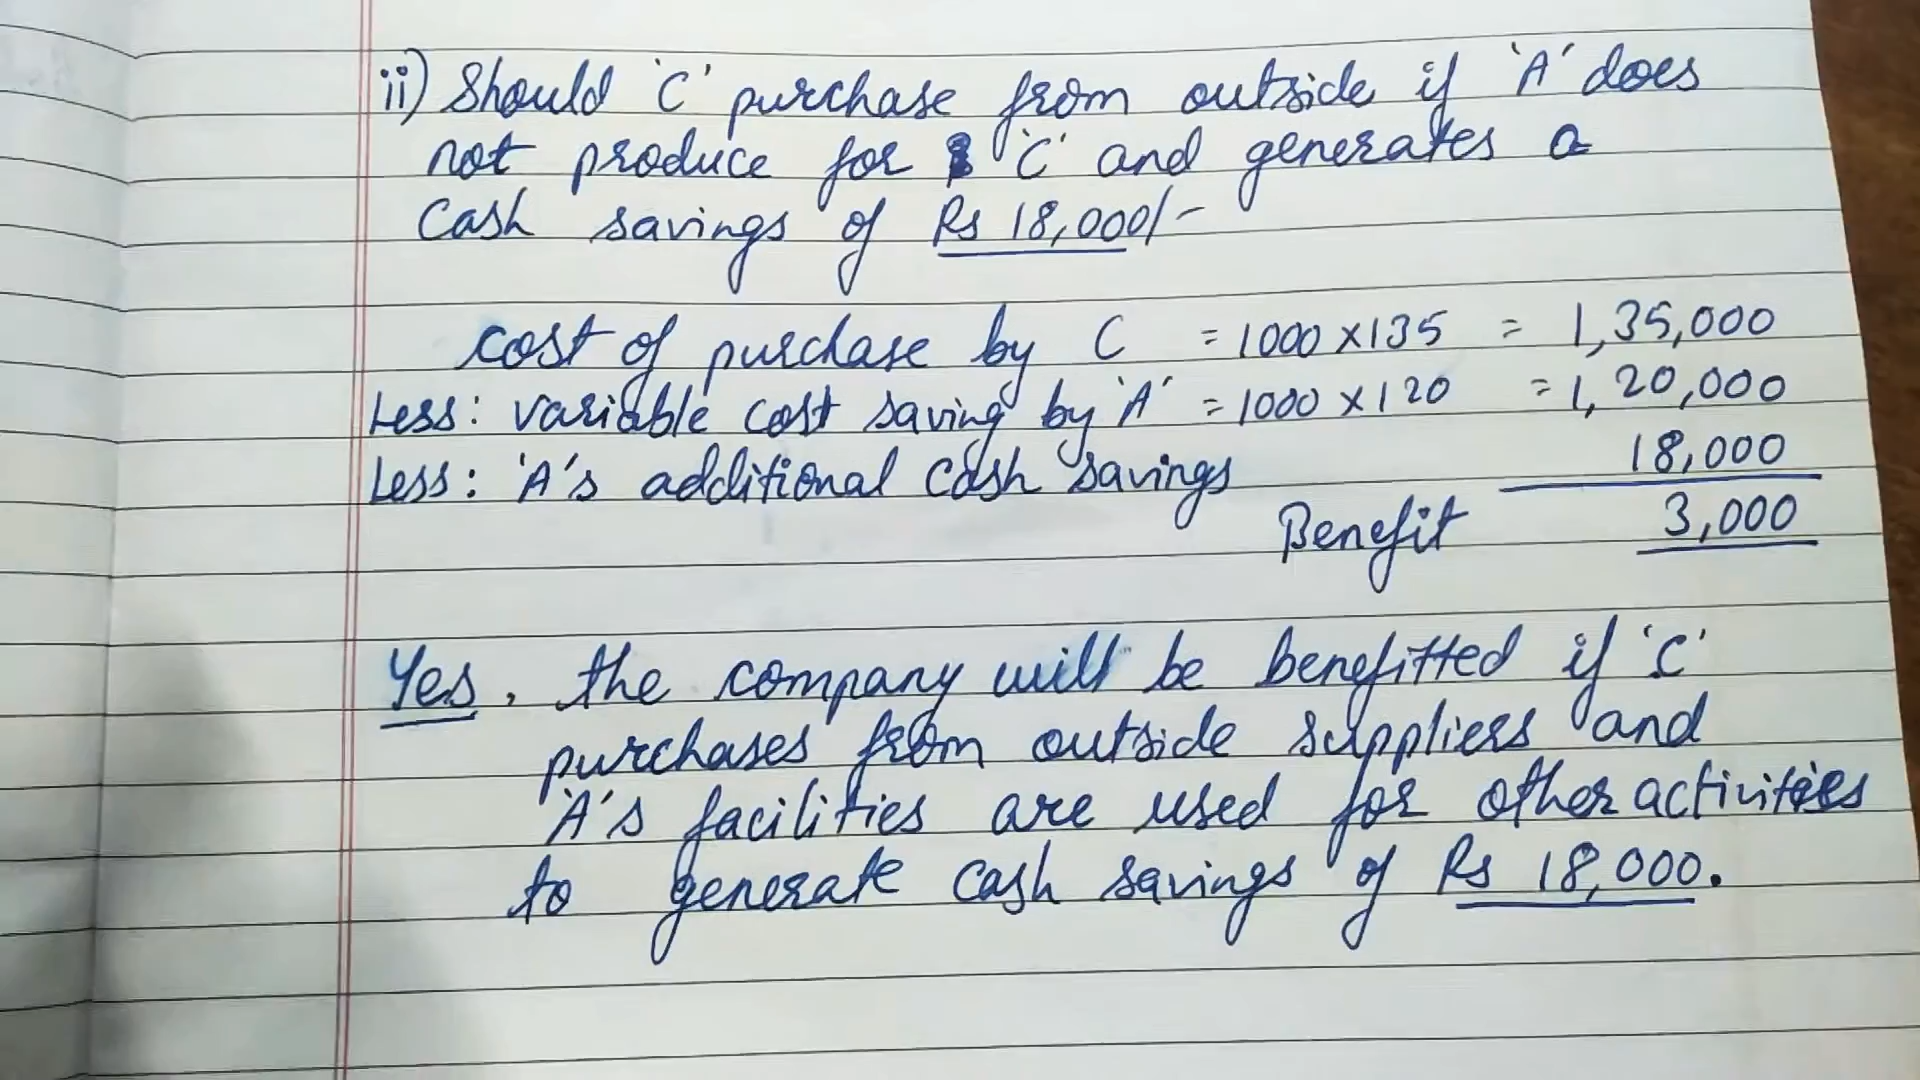 ii) Should 'C' purchase from outside if 'A' does
not produce for 'C' and generates a
Cash savings of Rs 18,000/-
cost of purchase by C = 1000 x 135 = 1,35,000
Less: variable cost saving by 'A' = 1000 x 120 = 1,20,000
Less: 'A's additional cash savings 18,000
Benefit 3,000
Yes, the company will be benefitted if 'C'
purchases from outside suppliers and
'A's facilities are used for other activities
to generate cash savings of Rs 18,000.